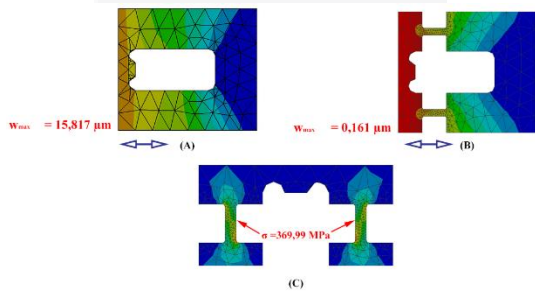 wmax = 15,817 μm
(A)
wmax = 0,161 μm
(B)
σ =369,99 MPa
(C)